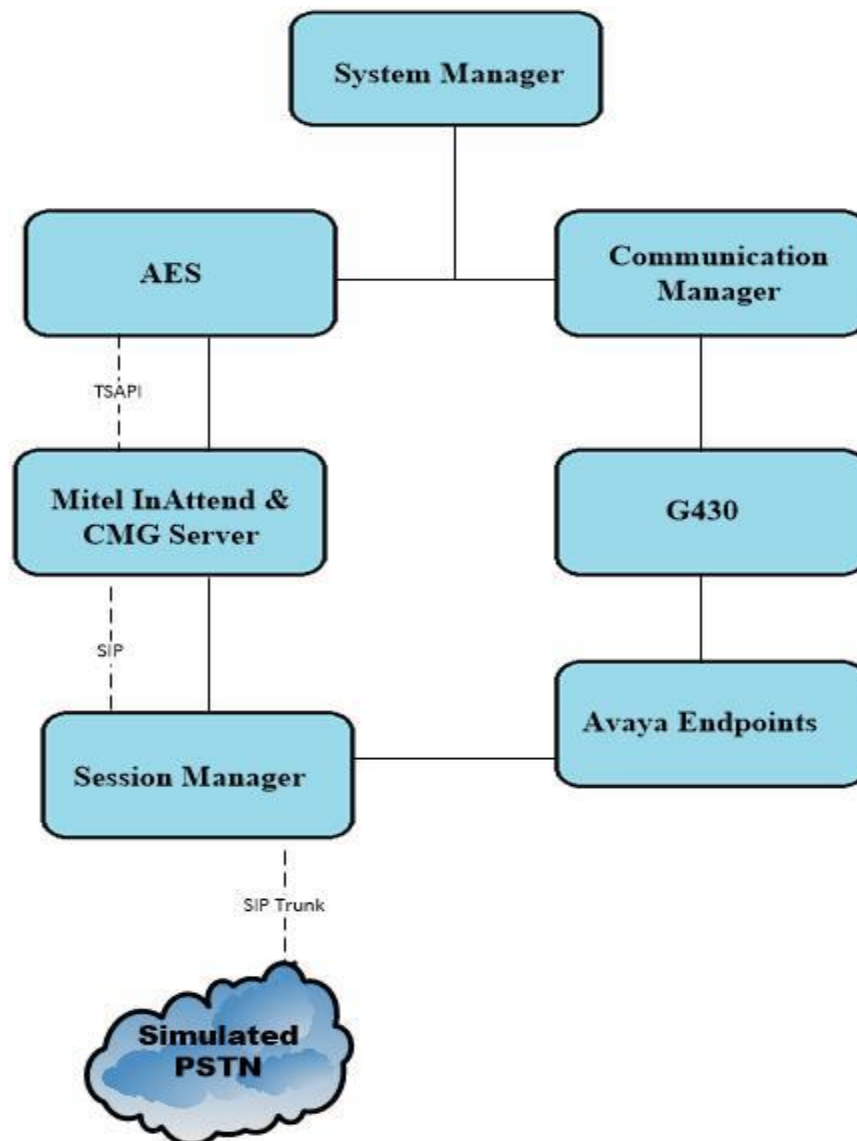 System Manager
AES
Communication
Manager
TSAPI
Mitel InAttend &
CMG Server
G430
SIP
Avaya Endpoints
Session Manager
SIP Trunk
Simulated
PSTN